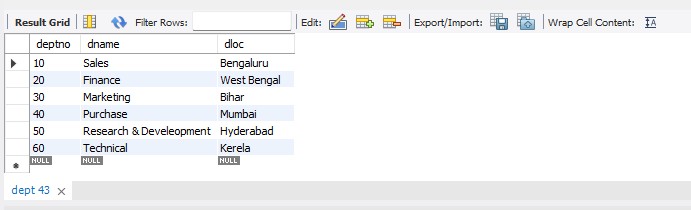 Result Grid Filter Rows: Edit: Export/Import: Wrap Cell Content: IA
deptno dname dloc
10 Sales Bengaluru
20 Finance West Bengal
30 Marketing Bihar
40 Purchase Mumbai
50 Research & Develeopment Hyderabad
60 Technical Kerela
NULL NULL NULL
dept 43